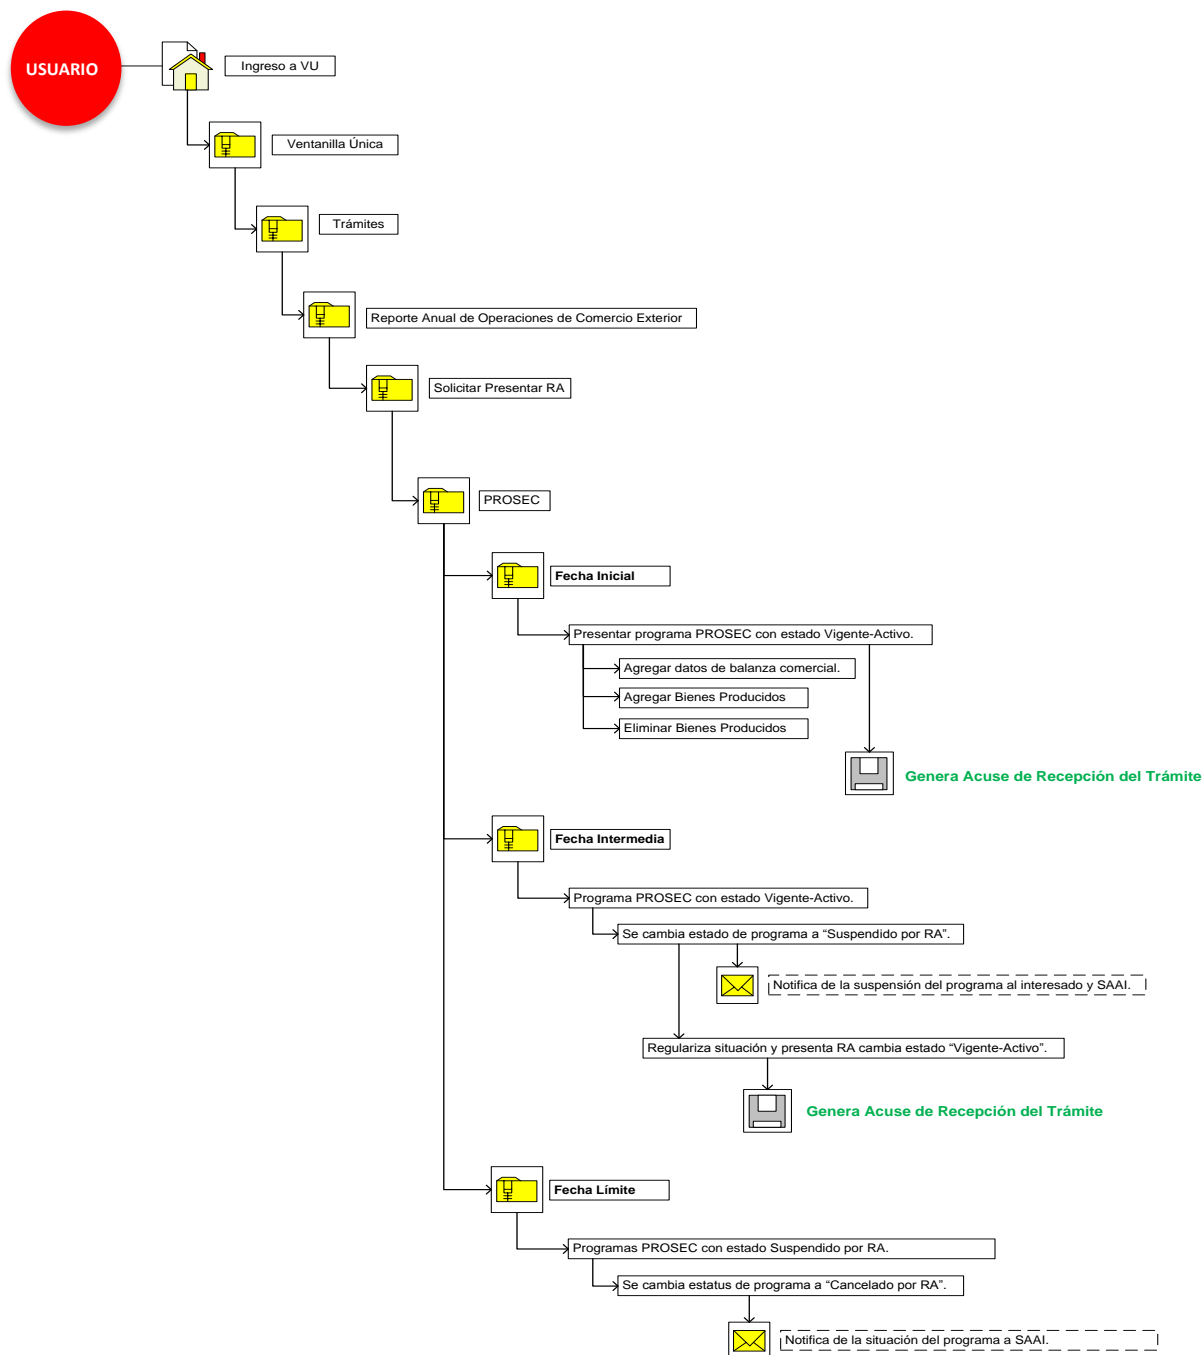 USUARIO
Ingreso a VU
Ventanilla Única
Trámites
Reporte Anual de Operaciones de Comercio Exterior
Solicitar Presentar RA
PROSEC
Fecha Inicial
Presentar programa PROSEC con estado Vigente-Activo.
Agregar datos de balanza comercial.
Agregar Bienes Producidos
Eliminar Bienes Producidos
Genera Acuse de Recepción del Trámite
Fecha Intermedia
Programa PROSEC con estado Vigente-Activo.
Se cambia estado de programa a “Suspendido por RA”.
Notifica de la suspensión del programa al interesado y SAAI.
Regulariza situación y presenta RA cambia estado “Vigente-Activo”.
Genera Acuse de Recepción del Trámite
Fecha Límite
Programas PROSEC con estado Suspendido por RA.
Se cambia estatus de programa a “Cancelado por RA”.
Notifica de la situación del programa a SAAI.